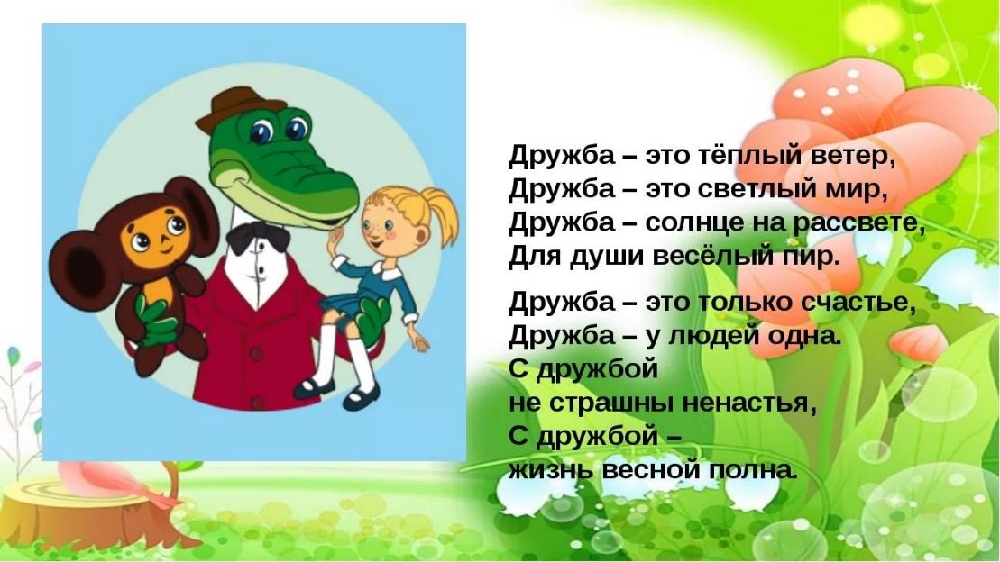 Дружба – это тёплый ветер,
Дружба – это светлый мир,
Дружба – солнце на рассвете,
Для души весёлый пир.
Дружба – это только счастье,
Дружба – у людей одна.
С дружбой
не страшны ненастья,
С дружбой –
жизнь весной полна.